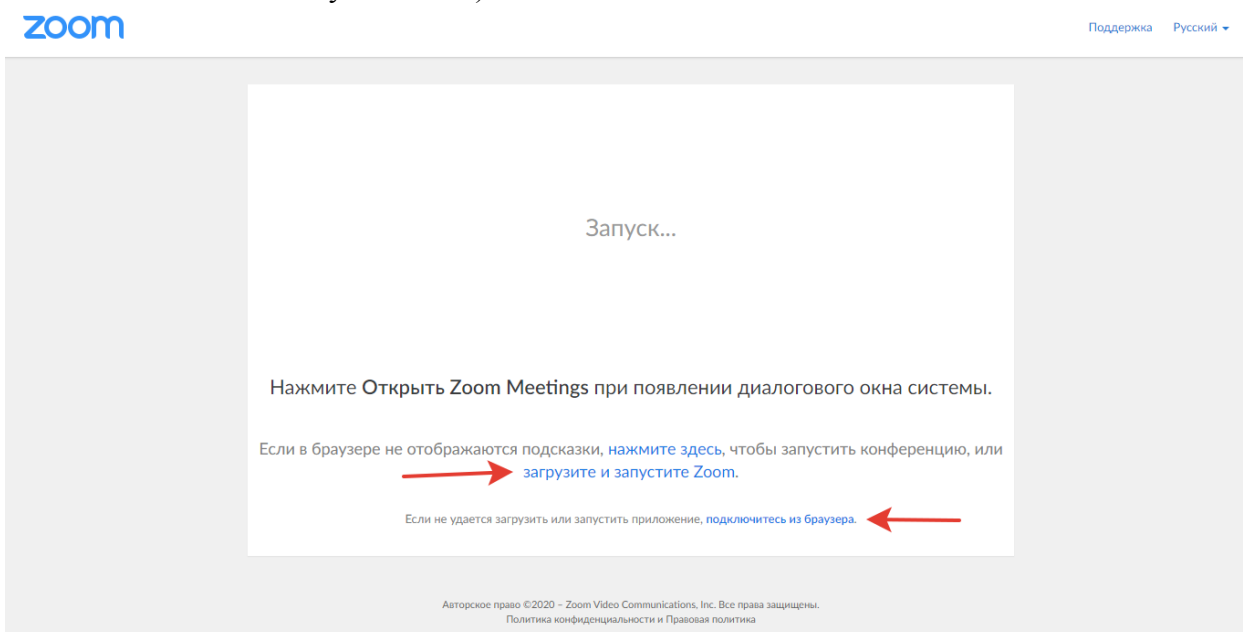 zoom
Поддержка Русский
Запуск...
Нажмите Открыть Zoom Meetings при появлении диалогового окна системы.
Если в браузере не отображаются подсказки, нажмите здесь, чтобы запустить конференцию, или
загрузите и запустите Zoom.
Если не удается загрузить или запустить приложение, подключитесь из браузера.
Авторское право ©2020 – Zoom Video Communications, Inc. Все права защищены.
Политика конфиденциальности и Правовая политика